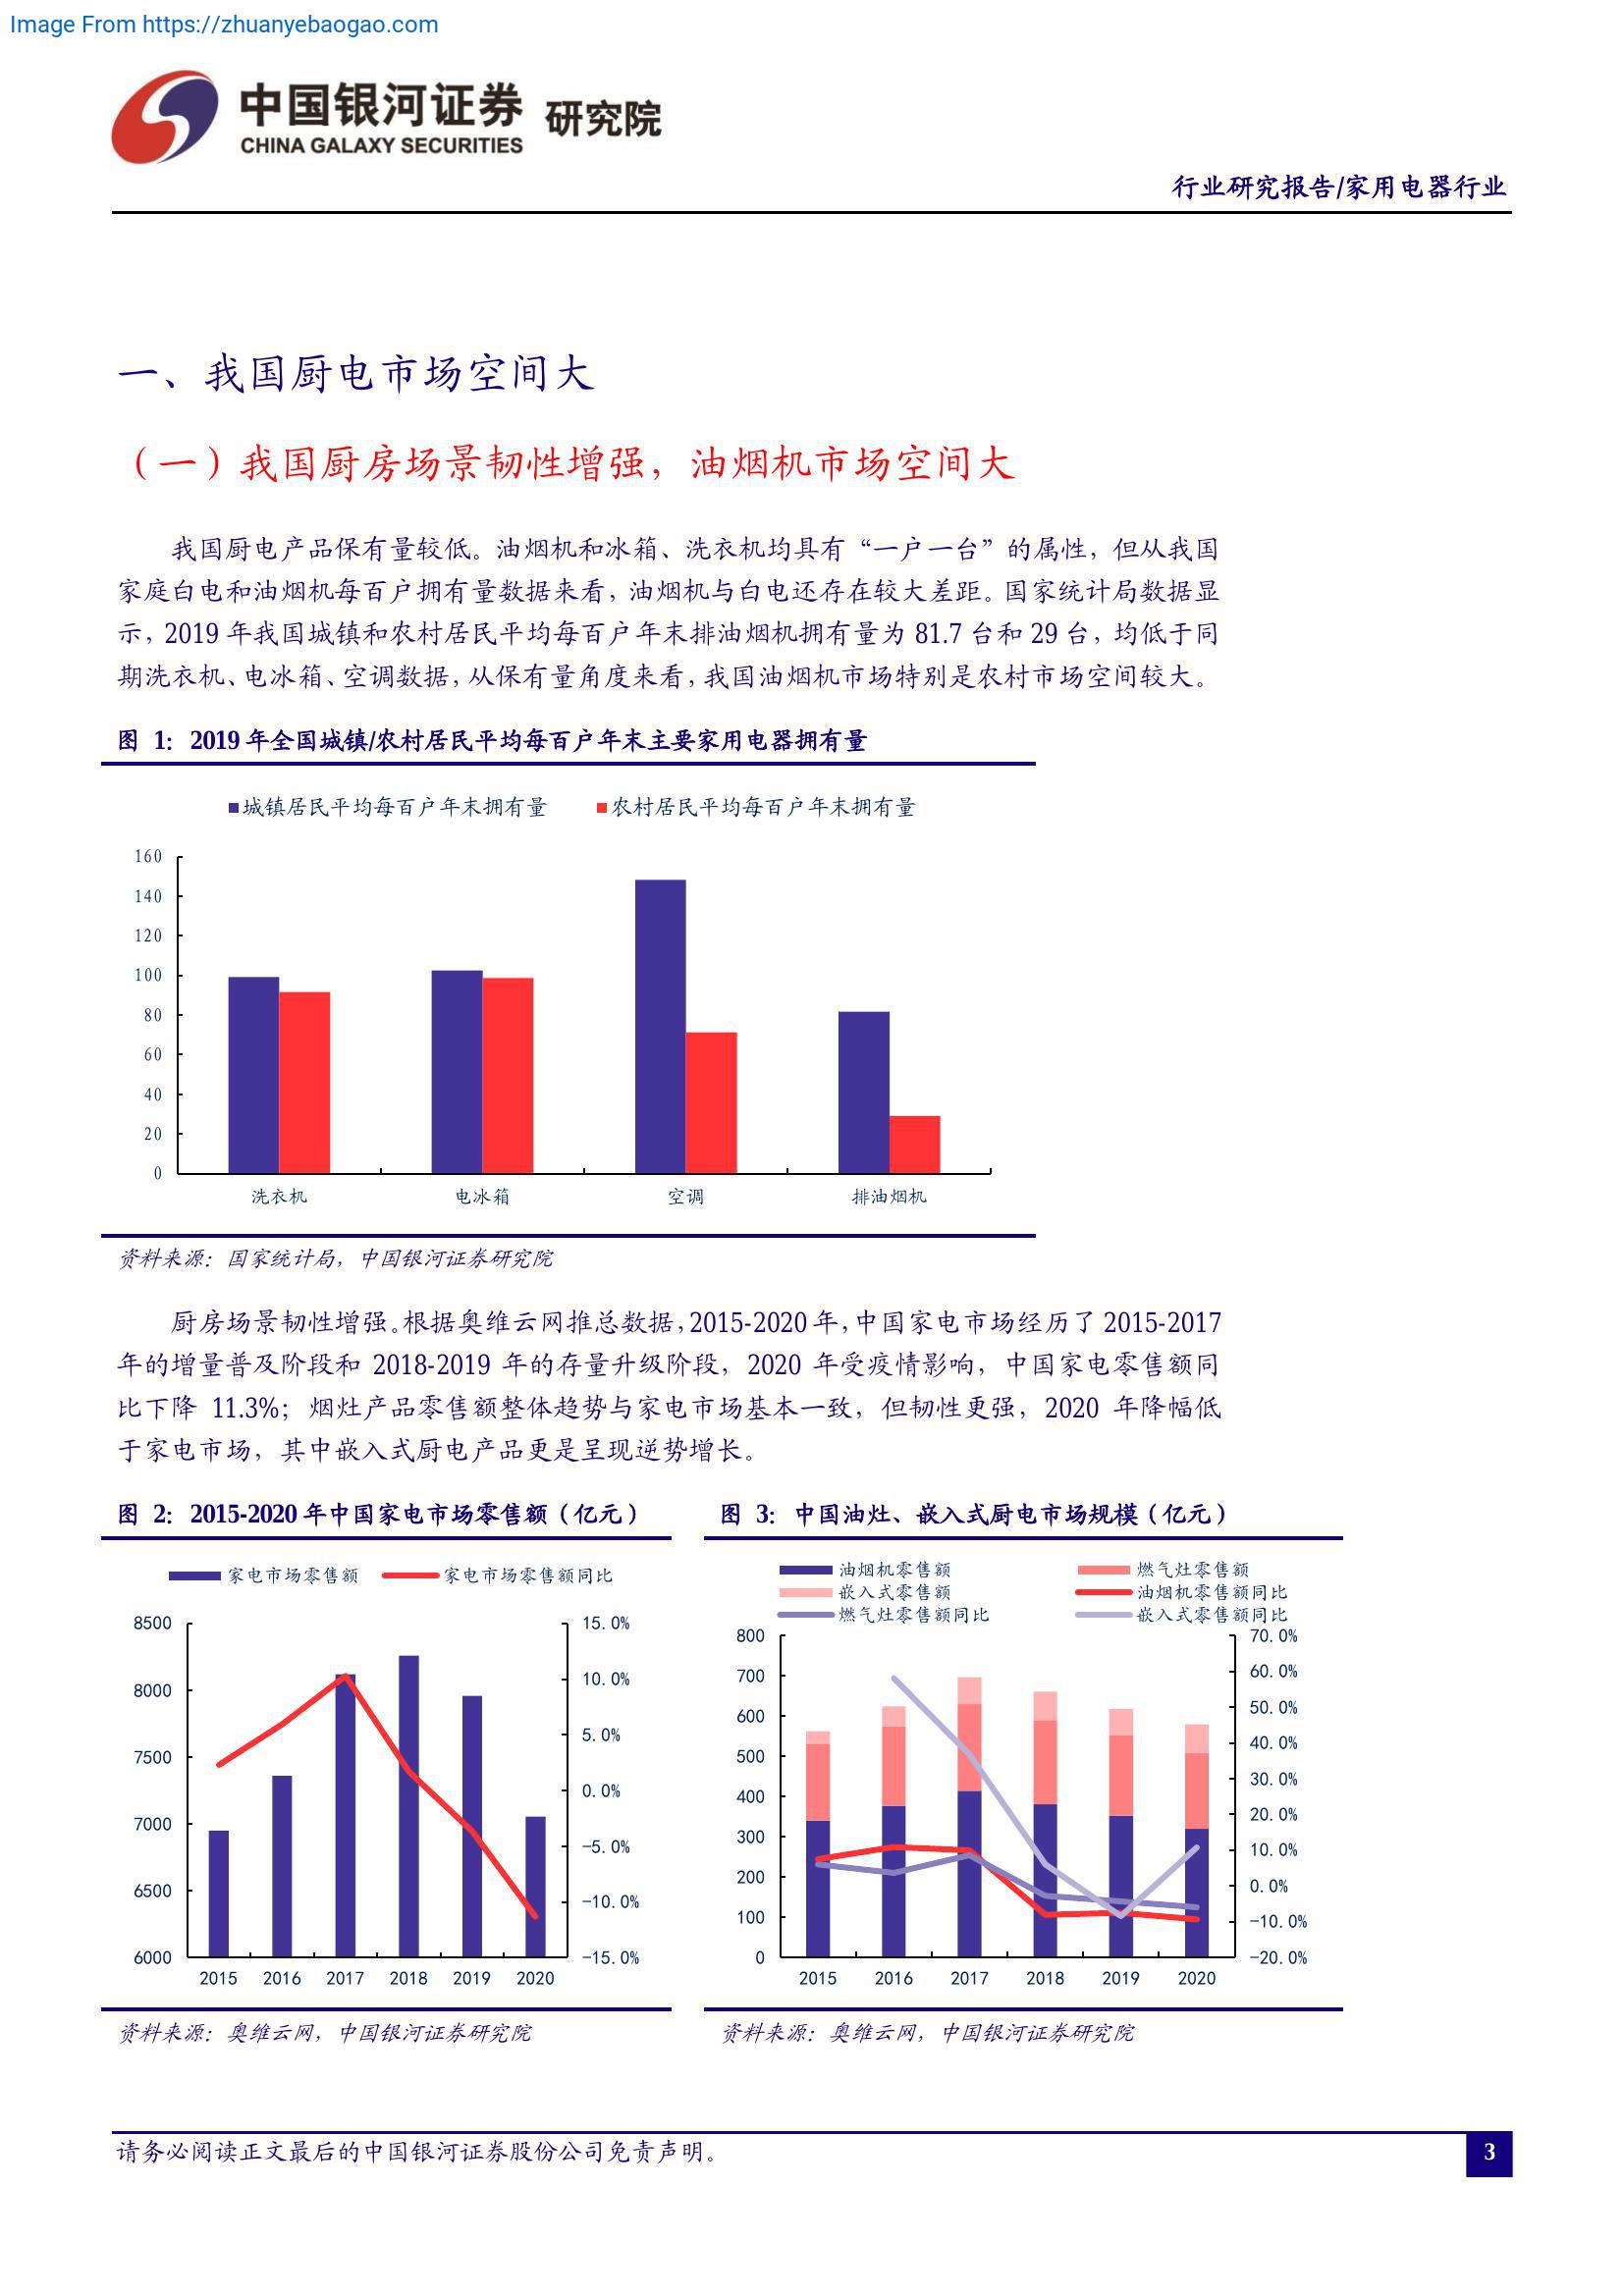 Image From https://zhuanyebaogao.com
中国银河证券 研究院
CHINA GALAXY SECURITIES
行业研究报告/家用电器行业
一、我国厨电市场空间大
（一）我国厨房场景韧性增强，油烟机市场空间大
我国厨电产品保有量较低。油烟机和冰箱、洗衣机均具有“一户一台”的属性，但从我国
家庭白电和油烟机每百户拥有量数据来看，油烟机与白电还存在较大差距。国家统计局数据显
示，2019 年我国城镇和农村居民平均每百户年末排油烟机拥有量为 81.7 台和 29 台，均低于同
期洗衣机、电冰箱、空调数据，从保有量角度来看，我国油烟机市场特别是农村市场空间较大。
图 1：2019 年全国城镇/农村居民平均每百户年末主要家用电器拥有量
城镇居民平均每百户年末拥有量 农村居民平均每百户年末拥有量
160
140
120
100
80
60
40
20
0
洗衣机 电冰箱 空调 排油烟机
资料来源：国家统计局，中国银河证券研究院
厨房场景韧性增强。根据奥维云网推总数据，2015-2020 年，中国家电市场经历了 2015-2017
年的增量普及阶段和 2018-2019 年的存量升级阶段，2020 年受疫情影响，中国家电零售额同
比下降 11.3%；烟灶产品零售额整体趋势与家电市场基本一致，但韧性更强，2020 年降幅低
于家电市场，其中嵌入式厨电产品更是呈现逆势增长。
图 2：2015-2020 年中国家电市场零售额（亿元）
家电市场零售额 家电市场零售额同比
8500 15.0%
10.0%
8000
5.0%
7500
0.0%
7000
-5.0%
6500
-10.0%
6000 -15.0%
2015 2016 2017 2018 2019 2020
资料来源：奥维云网，中国银河证券研究院
图 3：中国油灶、嵌入式厨电市场规模（亿元）
油烟机零售额 燃气灶零售额
嵌入式零售额 油烟机零售额同比
燃气灶零售额同比 嵌入式零售额同比
800 70.0%
700 60.0%
600 50.0%
500 40.0%
400 30.0%
300 20.0%
200 10.0%
100 0.0%
0 -10.0%
-20.0%
2015 2016 2017 2018 2019 2020
资料来源：奥维云网，中国银河证券研究院
请务必阅读正文最后的中国银河证券股份公司免责声明。
3